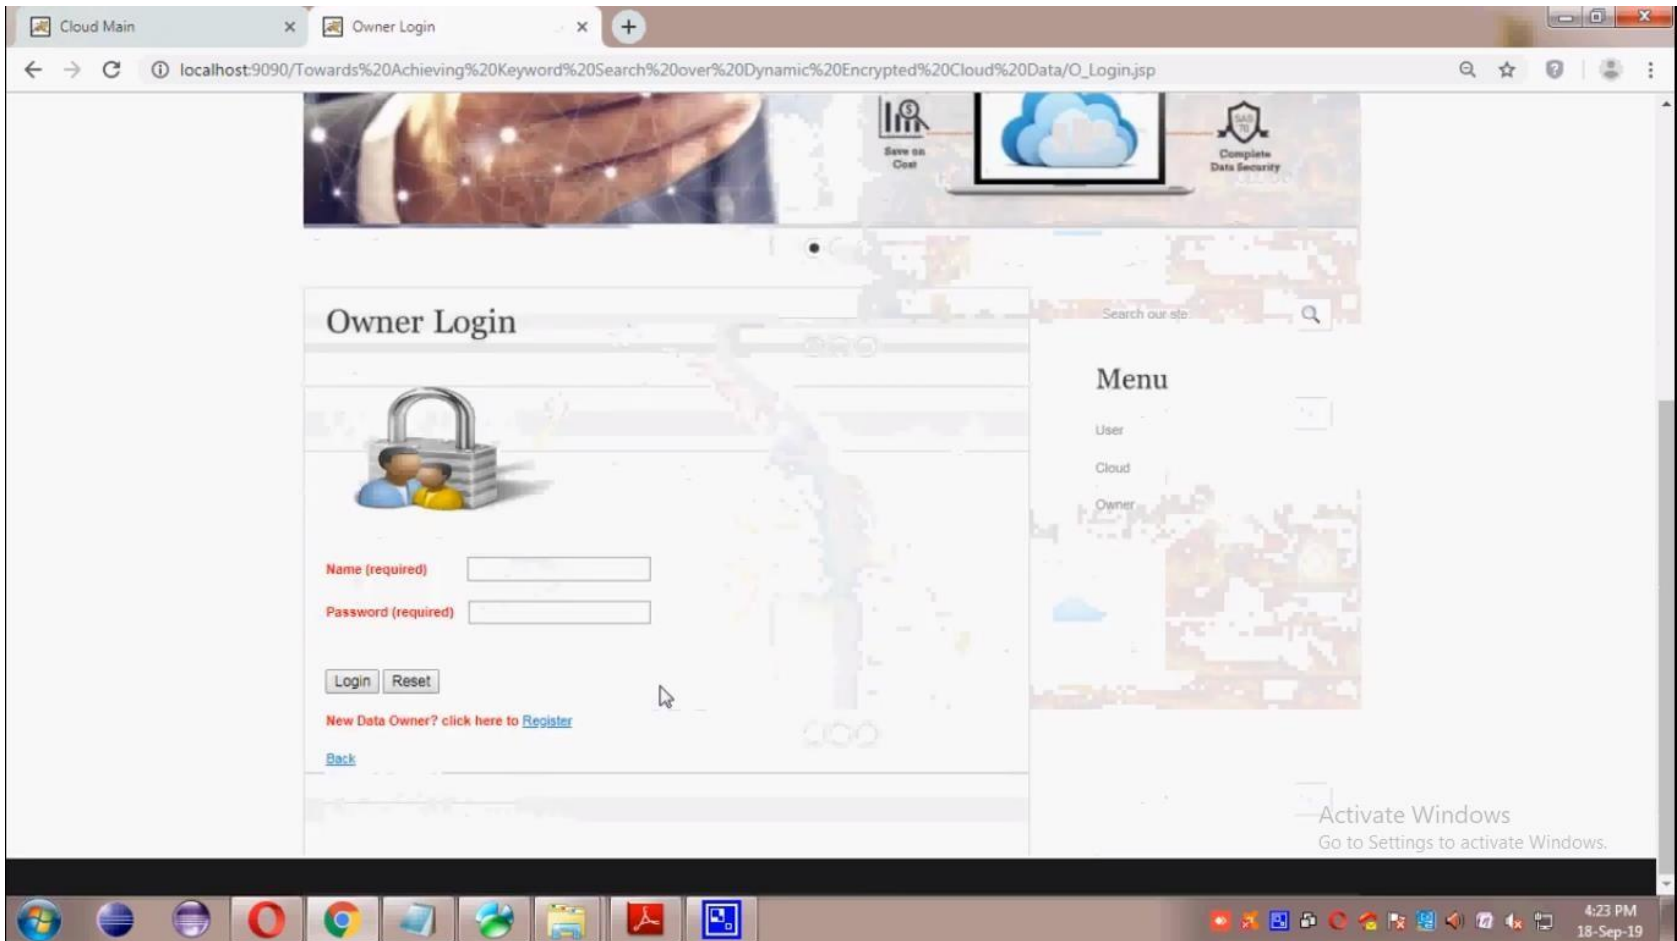 Cloud Main
Owner Login
localhost:9090/Towards%20Achieving%20Keyword%20Search%20over%20Dynamic%20Encrypted%20Cloud%20Data/O_Login.jsp
Save on
Cost
SAS
70
Complete
Data Security
Owner Login
Search our site
Menu
User
Cloud
Owner
Name (required)
Password (required)
Login Reset
New Data Owner? click here to Register
Back
Activate Windows
Go to Settings to activate Windows.
4:23 PM
18-Sep-19